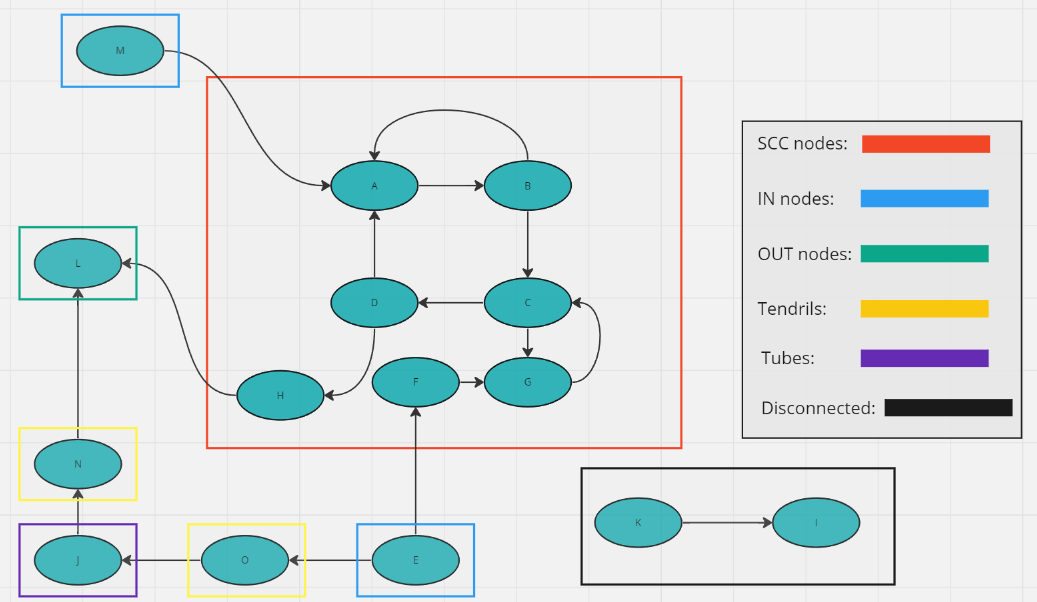 M
A
B
L
D
C
H
F
G
N
J
O
E
K
I
SCC nodes:
IN nodes:
OUT nodes:
Tendrils:
Tubes:
Disconnected: